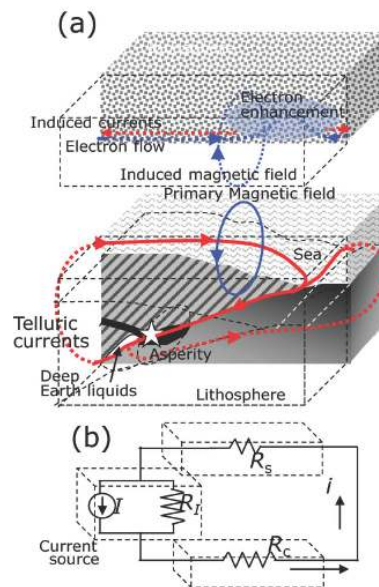 (a)
Electron
enhancement
Induced currents
Electron flow
Induced magnetic field
Primary Magnetic field
Sea
Telluric
currents
Asperity
Deep
Earth liquids
Lithosphere
(b)
Rs
i
I
RI
Current
source
Rc